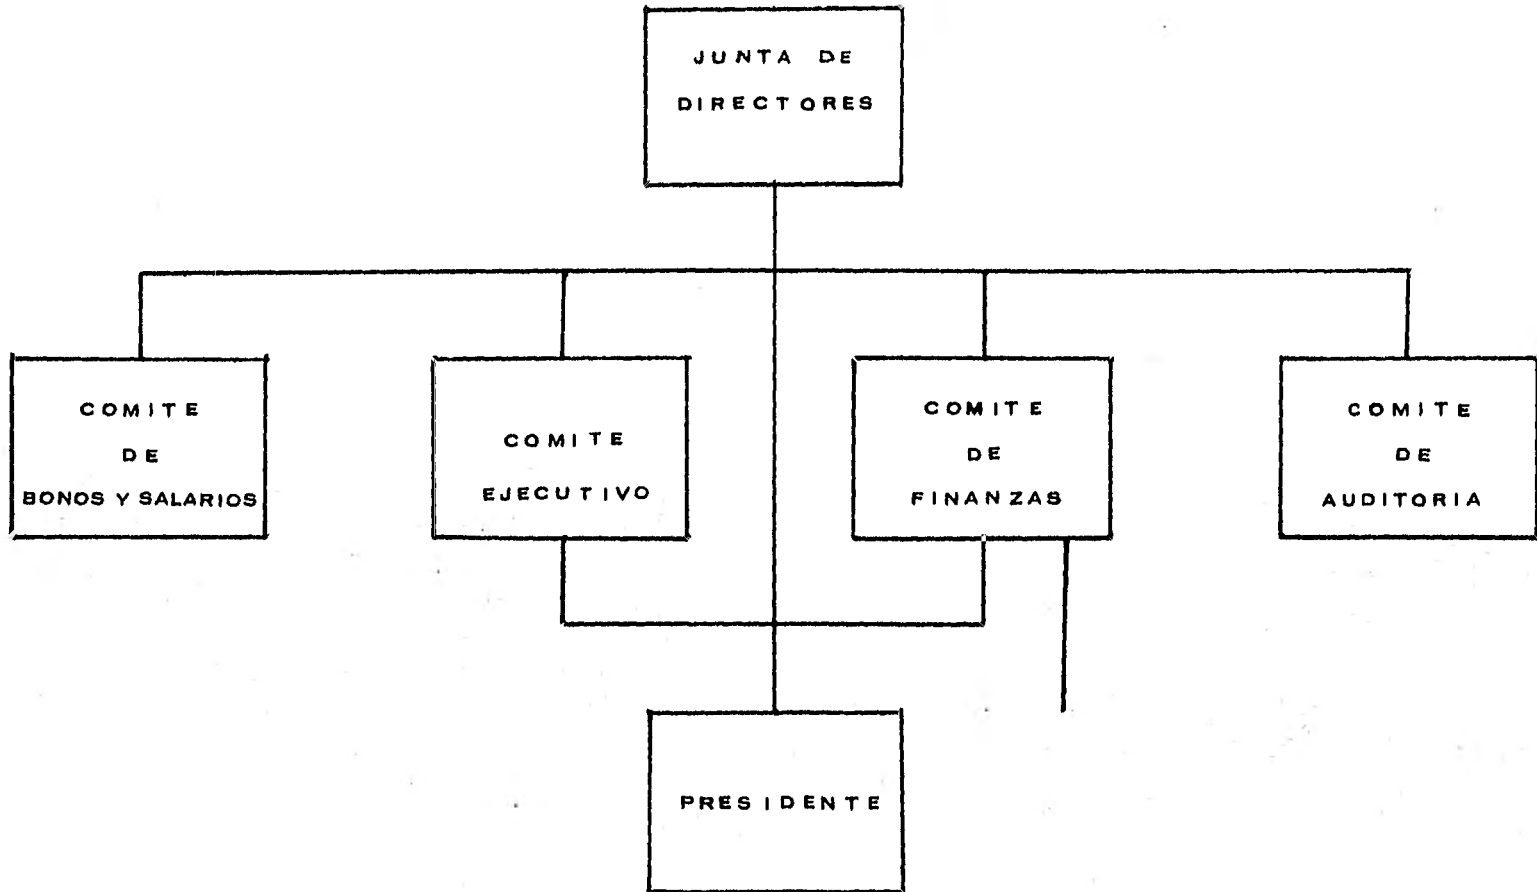 JUNTA DE
DIRECTORES
COMITE
DE
BONOS Y SALARIOS
COMITE
EJECUTIVO
COMITE
DE
FINANZAS
COMITE
DE
AUDITORIA
PRESIDENTE